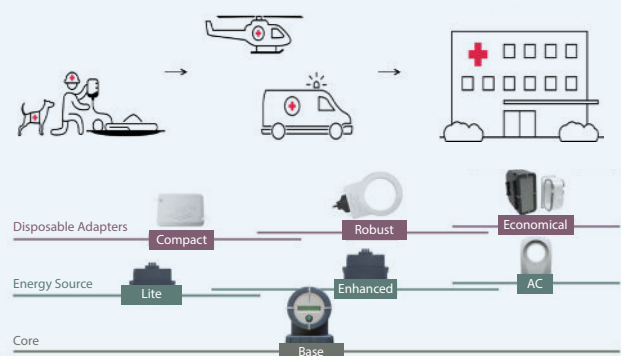 Disposable Adapters
Compact
Robust
Economical
Energy Source
Lite
Enhanced
AC
Core
Base